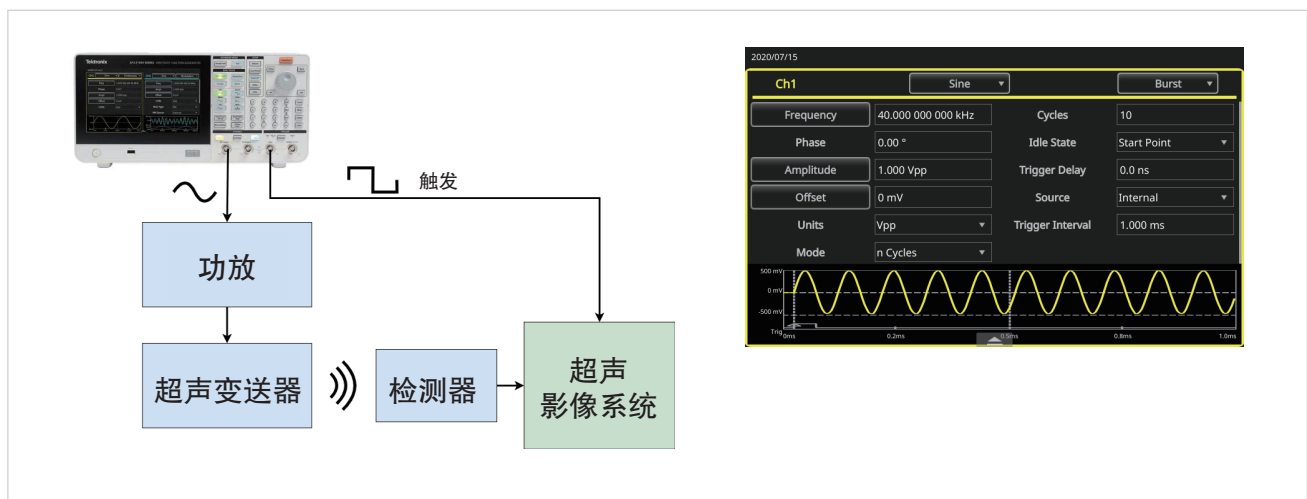 Tektronix
触发
功放
超声变送器
检测器
超声
影像系统
2020/07/15
Ch1 Sine Burst
Frequency 40.000 000 000 kHz Cycles 10
Phase 0.00 ° Idle State Start Point
Amplitude 1.000 Vpp Trigger Delay 0.0 ns
Offset 0 mV Source Internal
Units Vpp Trigger Interval 1.000 ms
Mode n Cycles
500 mV
0 mV
-500 mV
Trig 0ms 0.2ms 0.5ms 0.8ms 1.0ms